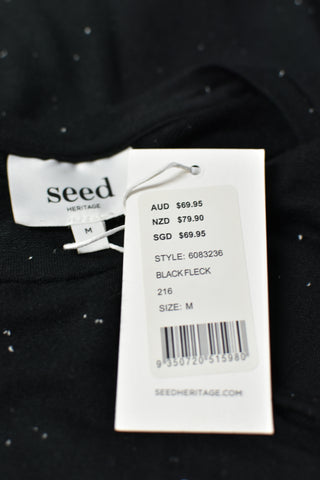 seed
HERITAGE
M
AUD $69.95
NZD $79.90
SGD $69.95
STYLE: 6083236
BLACK FLECK
216
SIZE: M
9 350720 515980
SEEDHERITAGE.COM